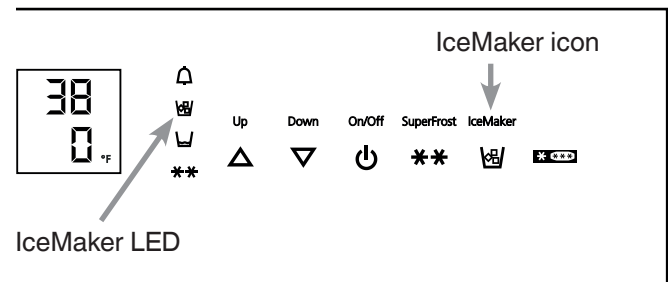 IceMaker icon
38
0 °F
Up Down On/Off SuperFrost IceMaker
IceMaker LED